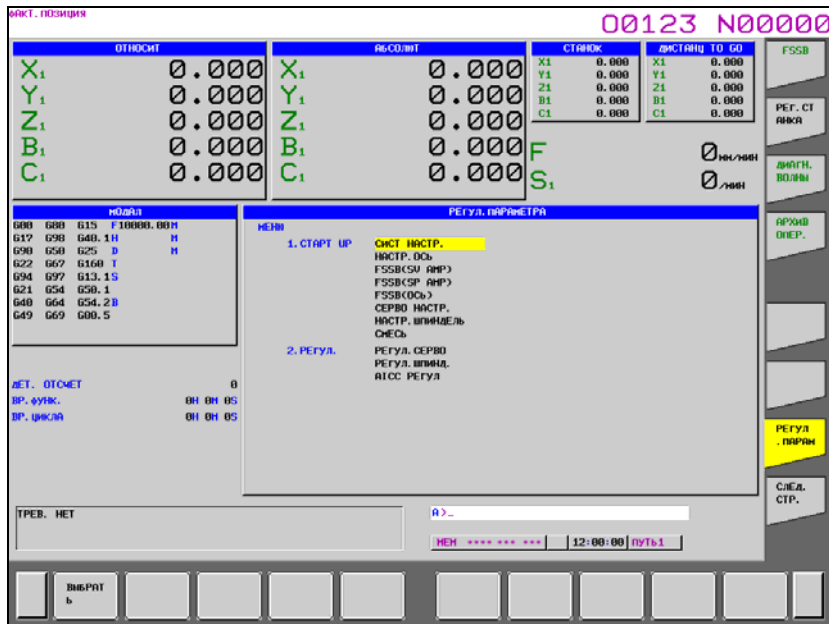 ФАКТ.ПОЗИЦИЯ
O0123 N00000
ОТНОСИТ
X1 0.000
Y1 0.000
Z1 0.000
B1 0.000
C1 0.000
АБСОЛЮТ
X1 0.000
Y1 0.000
Z1 0.000
B1 0.000
C1 0.000
СТАНОК
X1 0.000
Y1 0.000
Z1 0.000
B1 0.000
C1 0.000
ДИСТАНЦ TO GO
X1 0.000
Y1 0.000
Z1 0.000
B1 0.000
C1 0.000
F 0 ММ/МИН
S1 0 /МИН
МОДАЛ
G00 G80 G15 F10000.00 M
G17 G98 G40.1 H M
G90 G50 G25 D M
G22 G67 G160 T
G94 G97 G13.1 S
G21 G54 G50.1
G40 G64 G54.2 B
G49 G69 G00.5
ДЕТ. ОТСЧЕТ 0
ВР.ФУНК. 0H 0M 0S
ВР.ЦИКЛА 0H 0M 0S
РЕГУЛ.ПАРАМЕТРА
МЕНЮ
1.СТАРТ UP СИСТ НАСТР.
НАСТР.ОСЬ
FSSB(SV AMP)
FSSB(SP AMP)
FSSB(ОСЬ)
СЕРВО НАСТР.
НАСТР.ШПИНДЕЛЬ
СМЕСЬ
2.РЕГУЛ. РЕГУЛ.СЕРВО
РЕГУЛ.ШПИНД.
AICC РЕГУЛ
ТРЕВ. НЕТ
A>_
МЕМ **** *** *** 12:00:00 ПУТЬ1
FSSB
РЕГ.СТ
АНКА
ДИАГН.
ВОЛНЫ
АРХИВ
ОПЕР.
РЕГУЛ
.ПАРАМ
СЛЕД.
СТР.
ВЫБРАТ
Ь